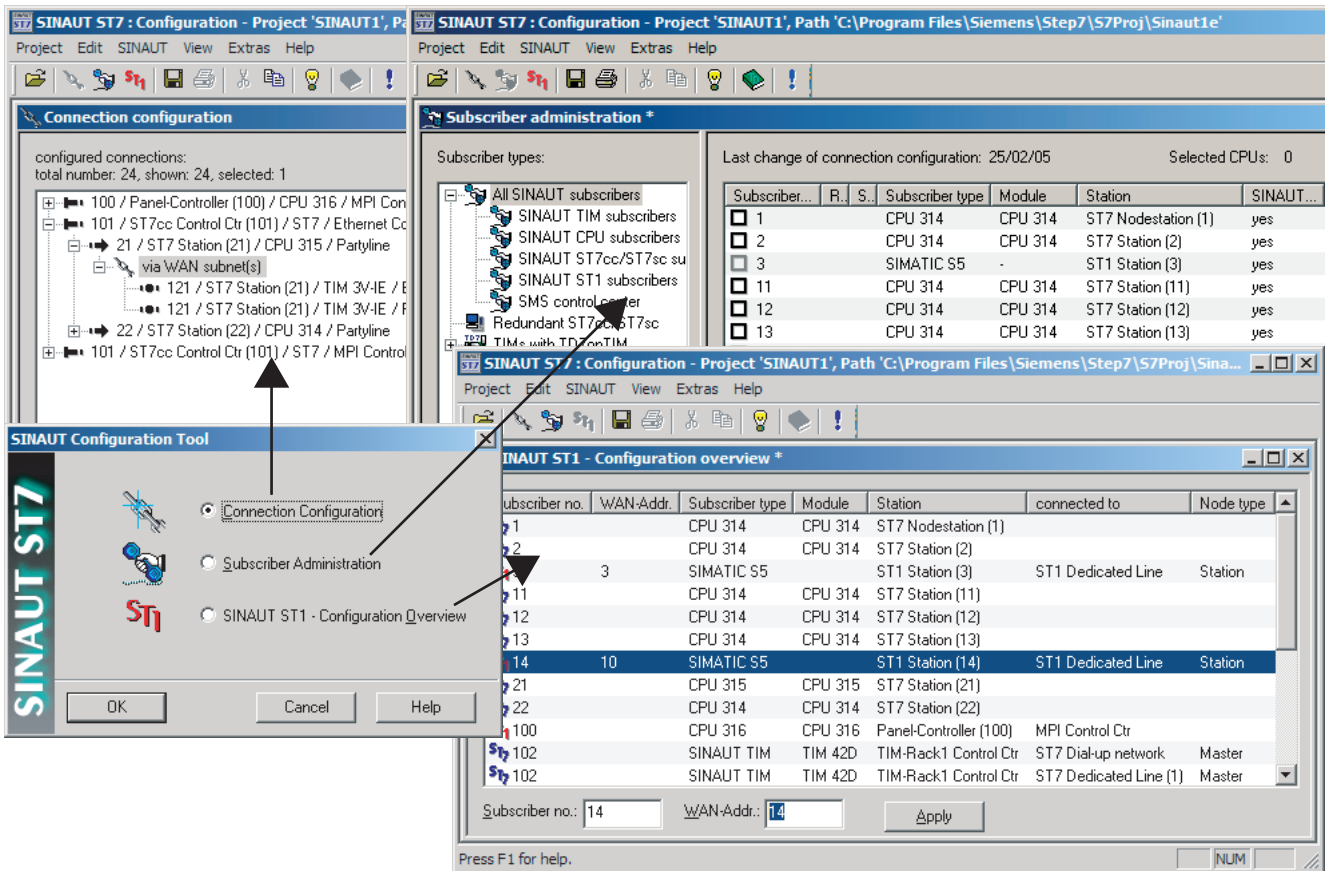 SINAUT ST7 : Configuration - Project 'SINAUT1', Pa
Project Edit SINAUT View Extras Help
Connection configuration
configured connections:
total number: 24, shown: 24, selected: 1
100 / Panel-Controller (100) / CPU 316 / MPI Con
101 / ST7cc Control Ctr (101) / ST7 / Ethernet Co
21 / ST7 Station (21) / CPU 315 / Partyline
via WAN subnet(s)
121 / ST7 Station (21) / TIM 3V-IE / E
121 / ST7 Station (21) / TIM 3V-IE / F
22 / ST7 Station (22) / CPU 314 / Partyline
101 / ST7cc Control Ctr (101) / ST7 / MPI Control
SINAUT ST7 : Configuration - Project 'SINAUT1', Path 'C:\Program Files\Siemens\Step7\S7Proj\Sinaut1e'
Project Edit SINAUT View Extras Help
Subscriber administration *
Subscriber types:
All SINAUT subscribers
SINAUT TIM subscribers
SINAUT CPU subscribers
SINAUT ST7cc/ST7sc su
SINAUT ST1 subscribers
SMS control center
Redundant ST7cc/ST7sc
TIMs with TD7onTIM
Last change of connection configuration: 25/02/05 Selected CPUs: 0
Subscriber... R.. S.. Subscriber type Module Station SINAUT...
1 CPU 314 CPU 314 ST7 Nodestation (1) yes
2 CPU 314 CPU 314 ST7 Station (2) yes
3 SIMATIC S5 - ST1 Station (3) yes
11 CPU 314 CPU 314 ST7 Station (11) yes
12 CPU 314 CPU 314 ST7 Station (12) yes
13 CPU 314 CPU 314 ST7 Station (13) yes
SINAUT ST7 : Configuration - Project 'SINAUT1', Path 'C:\Program Files\Siemens\Step7\S7Proj\Sina...
Project Edit SINAUT View Extras Help
INAUT ST1 - Configuration overview *
ubscriber no. WAN-Addr. Subscriber type Module Station connected to Node type
1 CPU 314 CPU 314 ST7 Nodestation (1)
2 CPU 314 CPU 314 ST7 Station (2)
3 SIMATIC S5 ST1 Station (3) ST1 Dedicated Line Station
11 CPU 314 CPU 314 ST7 Station (11)
12 CPU 314 CPU 314 ST7 Station (12)
13 CPU 314 CPU 314 ST7 Station (13)
14 10 SIMATIC S5 ST1 Station (14) ST1 Dedicated Line Station
21 CPU 315 CPU 315 ST7 Station (21)
22 CPU 314 CPU 314 ST7 Station (22)
100 CPU 316 CPU 316 Panel-Controller (100) MPI Control Ctr
102 SINAUT TIM TIM 42D TIM-Rack1 Control Ctr ST7 Dial-up network Master
102 SINAUT TIM TIM 42D TIM-Rack1 Control Ctr ST7 Dedicated Line (1) Master
Subscriber no.: 14 WAN-Addr.: 14 Apply
Press F1 for help. NUM
SINAUT Configuration Tool
SINAUT ST7
Connection Configuration
Subscriber Administration
ST1 SINAUT ST1 - Configuration Overview
OK Cancel Help